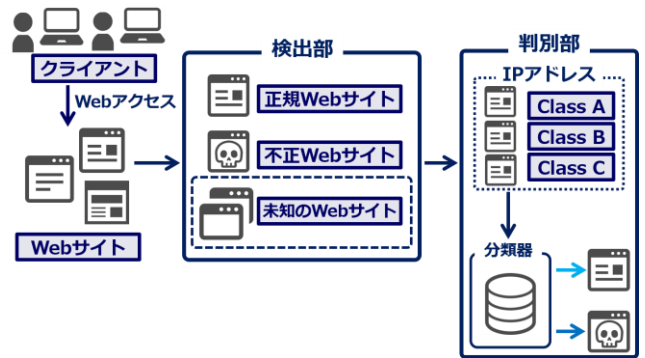 クライアント
Webアクセス
Webサイト
検出部
正規Webサイト
不正Webサイト
未知のWebサイト
判別部
IPアドレス
Class A
Class B
Class C
分類器